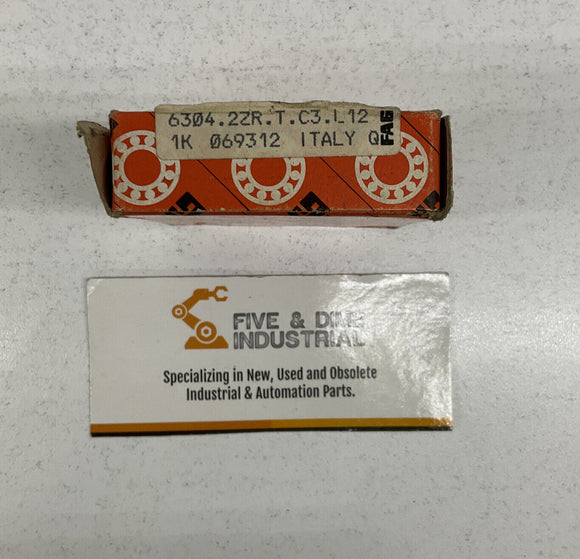 6304.2ZR.T.C3.L12
1K 069312 ITALY Q
FAG
FIVE & DIME
INDUSTRIAL
Specializing in New, Used and Obsolete
Industrial & Automation Parts.